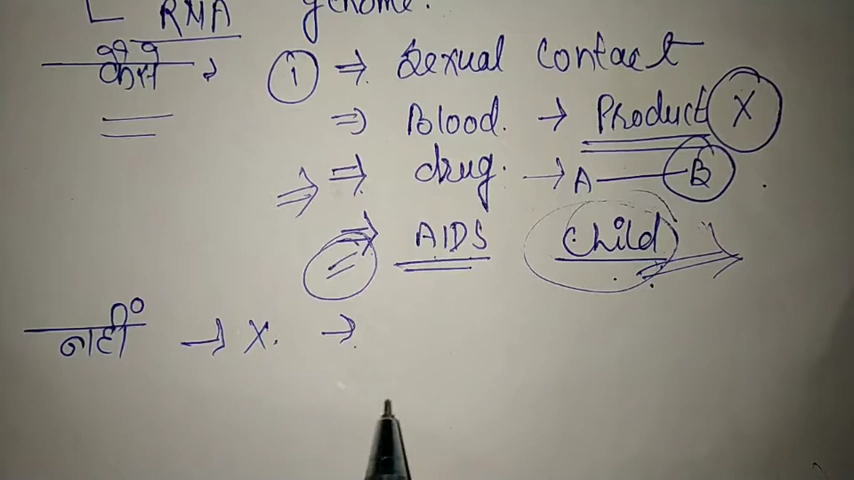 RNA genome.
कैसे ① ⇒ Sexual Contact
⇒ Blood. → Product X
⇒ ⇒ drug. → A — B
⇒ AIDS Child
नहीं → X. →